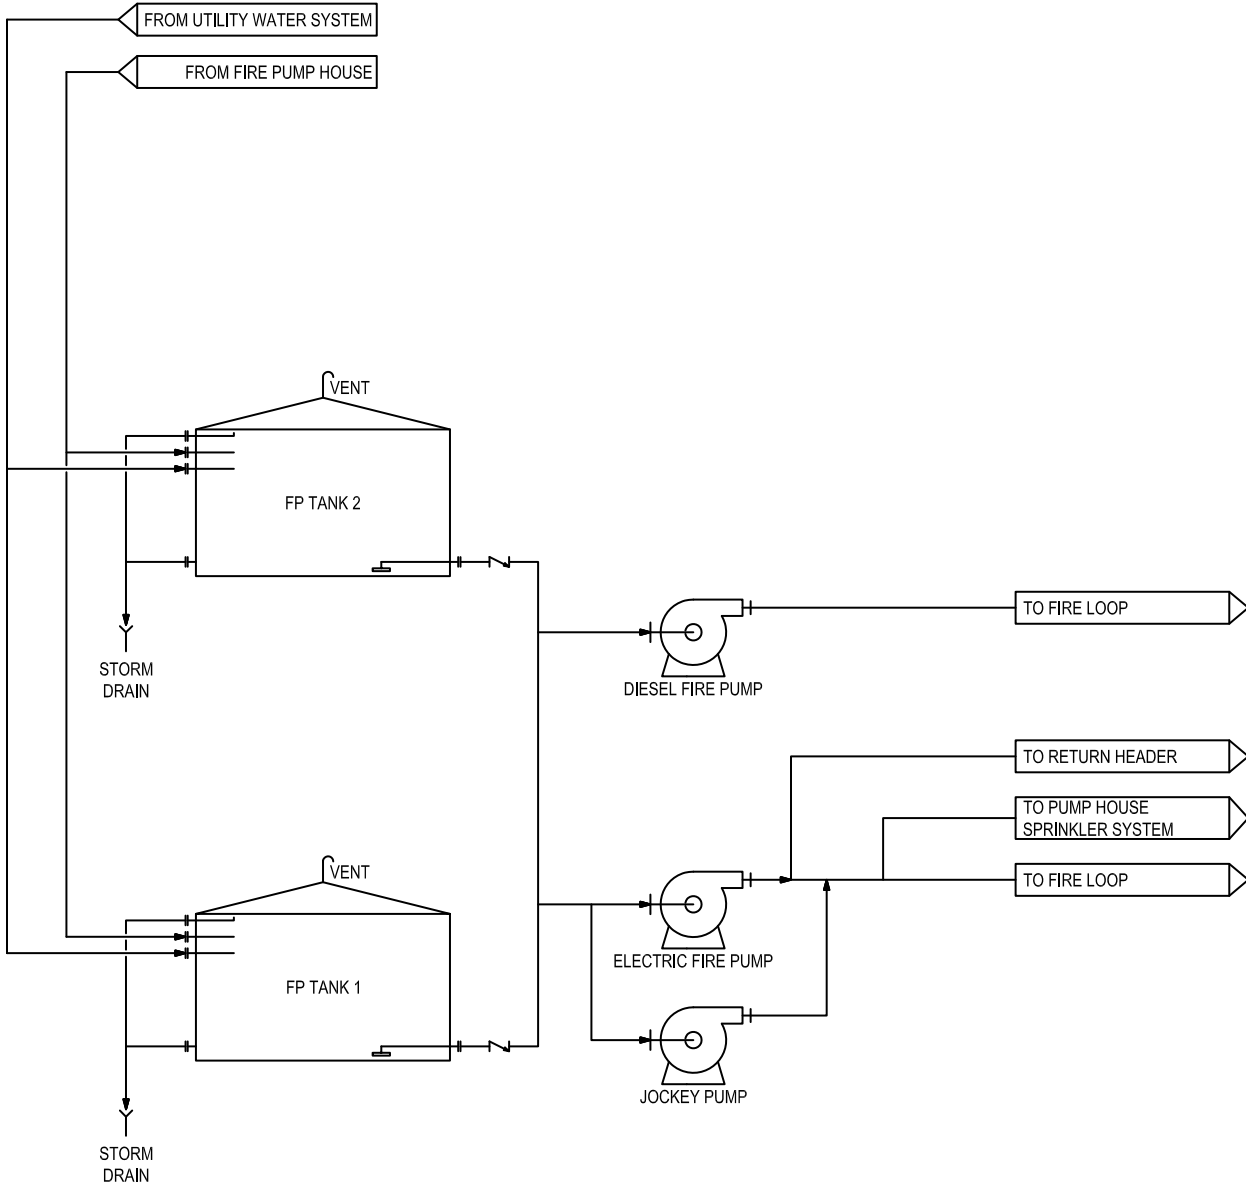 FROM UTILITY WATER SYSTEM
FROM FIRE PUMP HOUSE
VENT
FP TANK 2
STORM
DRAIN
DIESEL FIRE PUMP
TO FIRE LOOP
TO RETURN HEADER
TO PUMP HOUSE
SPRINKLER SYSTEM
TO FIRE LOOP
VENT
FP TANK 1
ELECTRIC FIRE PUMP
JOCKEY PUMP
STORM
DRAIN